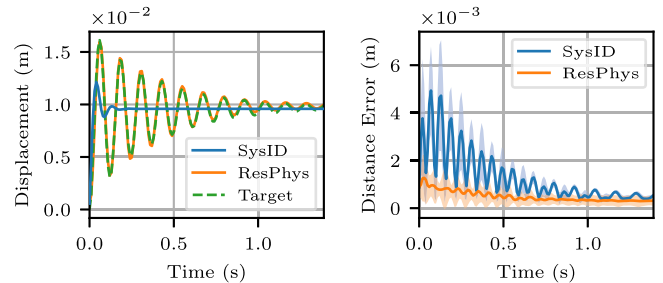 ×10⁻²
1.5
1.0
0.5
0.0
Displacement (m)
SysID
ResPhys
Target
0.0
0.5
1.0
Time (s)
×10⁻³
6
4
2
0
Distance Error (m)
SysID
ResPhys
0.0
0.5
1.0
Time (s)